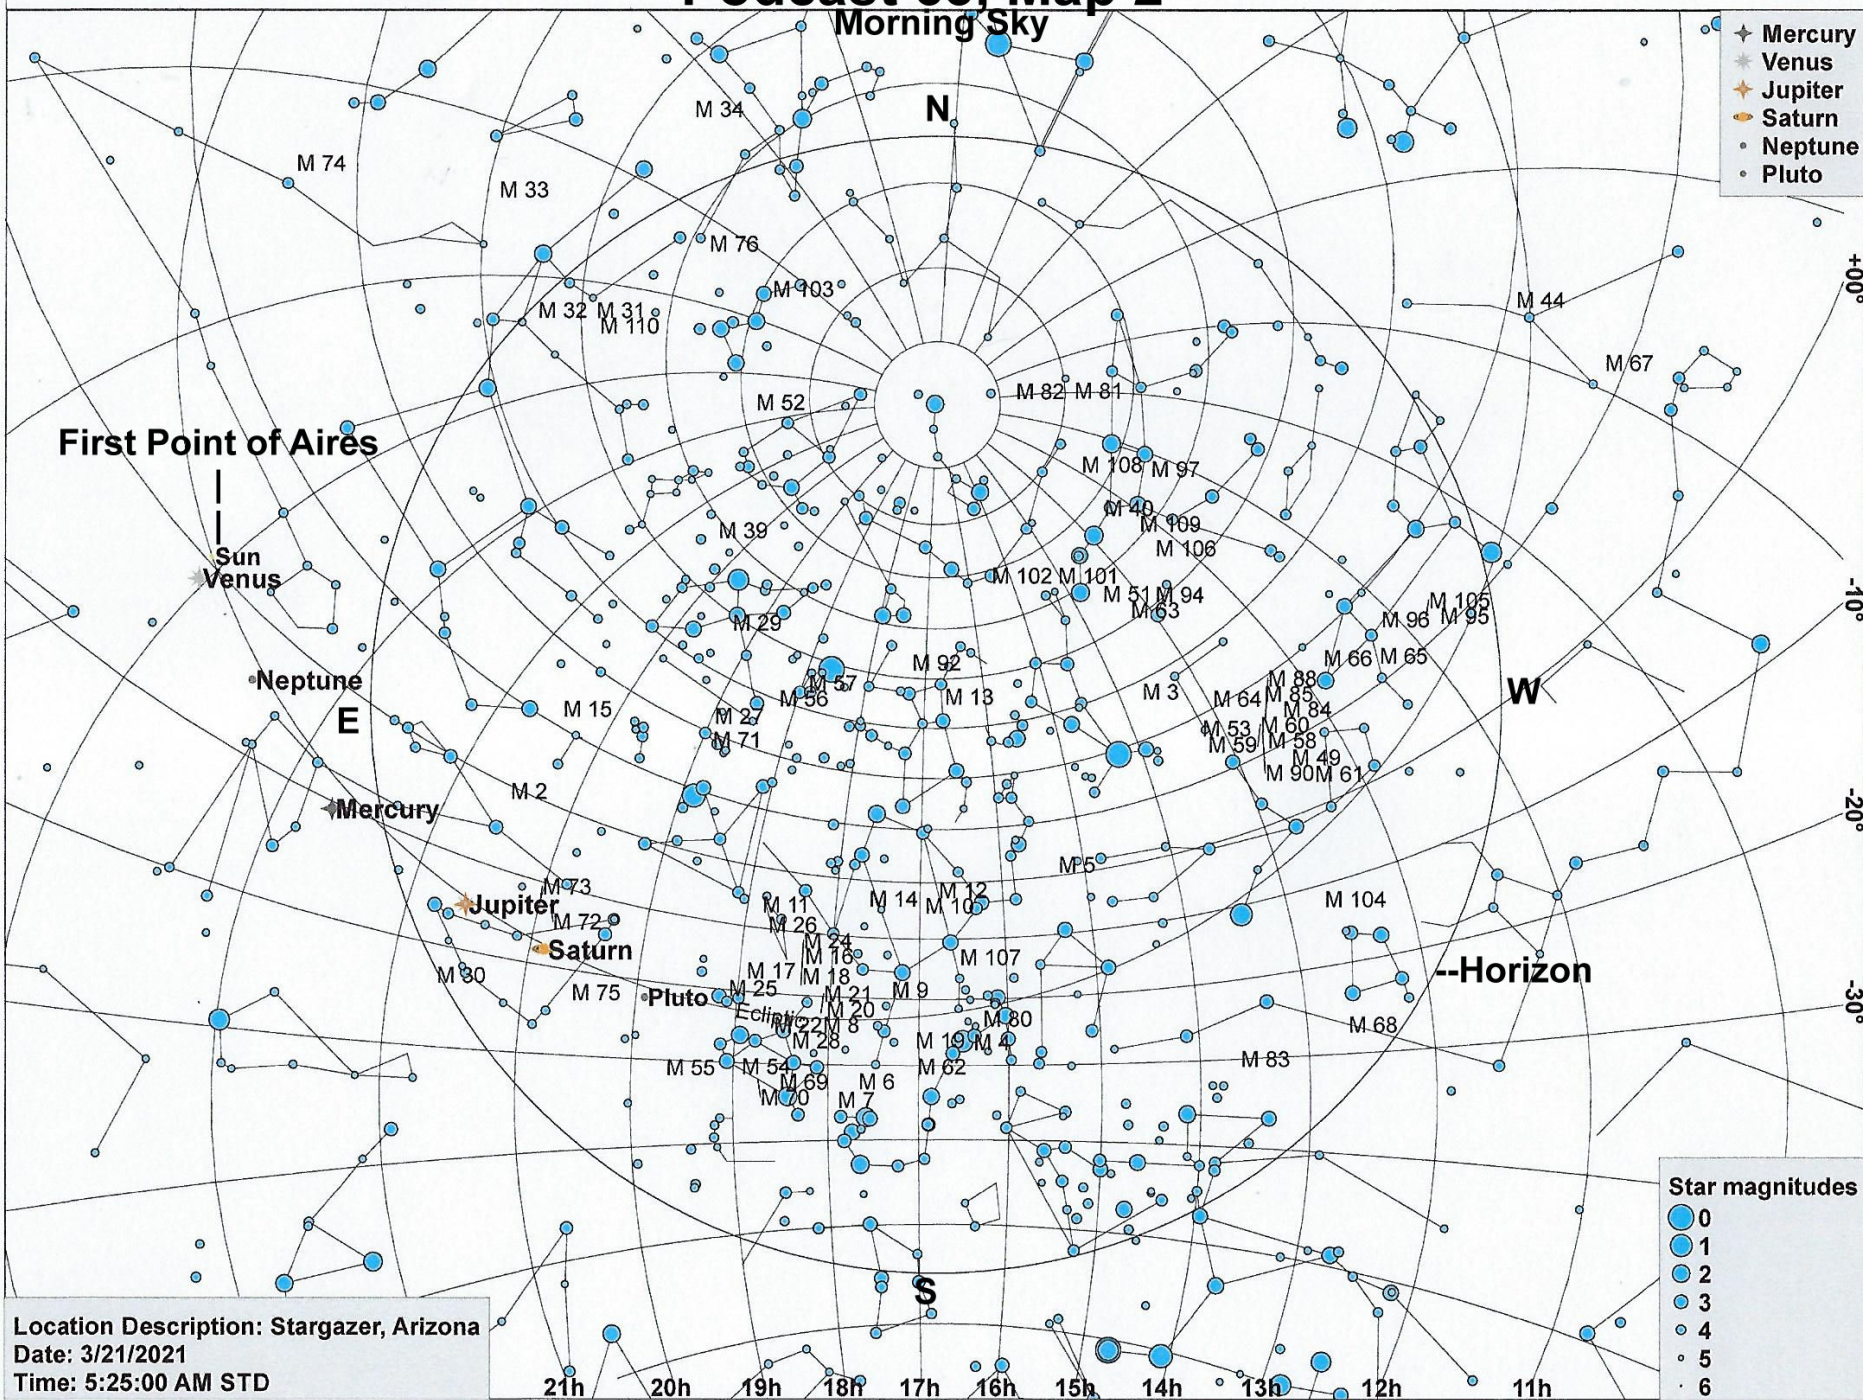 Morning Sky
Mercury
Venus
Jupiter
Saturn
Neptune
Pluto
N
M 34
M 74
M 33
M 76
M 103
M 32
M 31
M 110
+00°
M 44
M 67
M 52
M 82
M 81
First Point of Aires
M 108
M 97
M 40
M 39
M 109
M 106
Sun
Venus
M 102
M 101
M 51
M 94
M 63
-10°
M 105
M 96
M 95
M 29
M 92
M 66
M 65
Neptune
M 57
M 56
M 13
M 3
M 88
M 64
M 85
M 84
W
E
M 15
M 27
M 71
M 53
M 60
M 59
M 58
M 49
M 90
M 61
M 2
Mercury
-20°
M 5
M 73
Jupiter
M 11
M 14
M 12
M 10
M 104
M 72
M 26
Saturn
M 24
M 16
M 107
M 30
M 17
M 18
--Horizon
M 75
Pluto
M 25
M 21
M 9
-30°
Ecliptic
M 20
M 22
M 8
M 80
M 68
M 28
M 19
M 4
M 83
M 55
M 54
M 62
M 69
M 6
M 70
M 7
S
Star magnitudes
0
1
2
3
4
5
6
Location Description: Stargazer, Arizona
Date: 3/21/2021
Time: 5:25:00 AM STD
21h
20h
19h
18h
17h
16h
15h
14h
13h
12h
11h